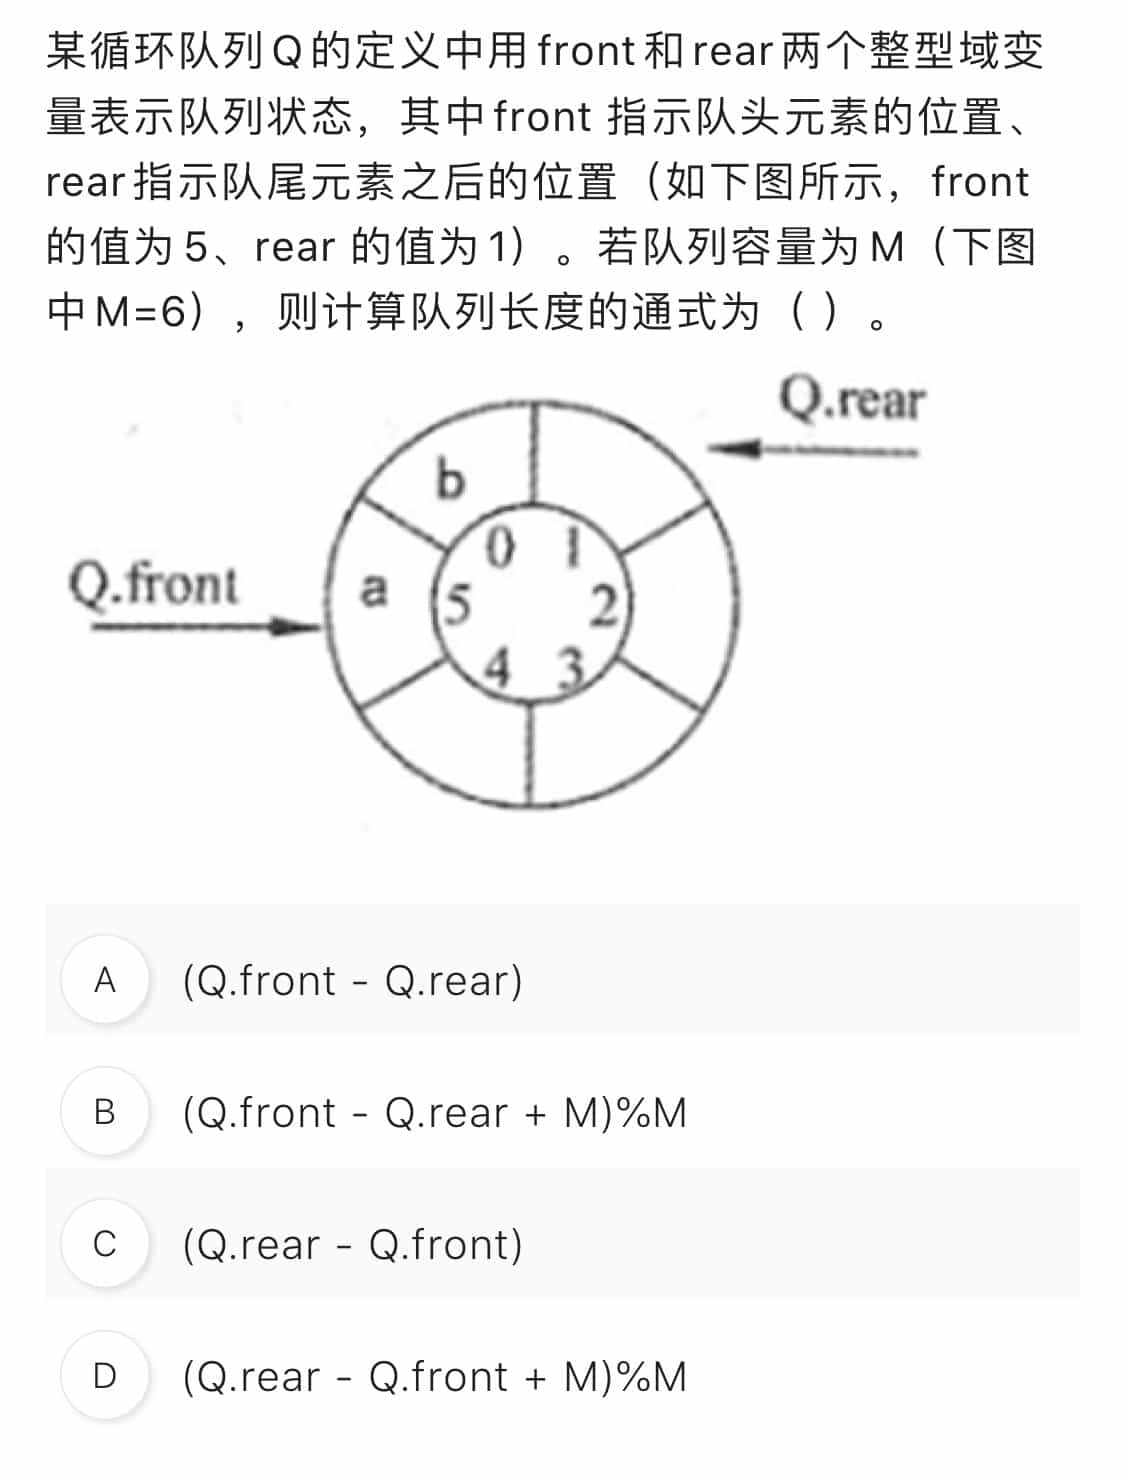 某循环队列Q的定义中用front和rear两个整型域变
量表示队列状态，其中front 指示队头元素的位置、
rear指示队尾元素之后的位置（如下图所示，front
的值为5、rear 的值为1）。若队列容量为M（下图
中M=6），则计算队列长度的通式为（ ）。
Q.rear
b
0 1
Q.front
a
5 2
4 3
A (Q.front - Q.rear)
B (Q.front - Q.rear + M)%M
C (Q.rear - Q.front)
D (Q.rear - Q.front + M)%M